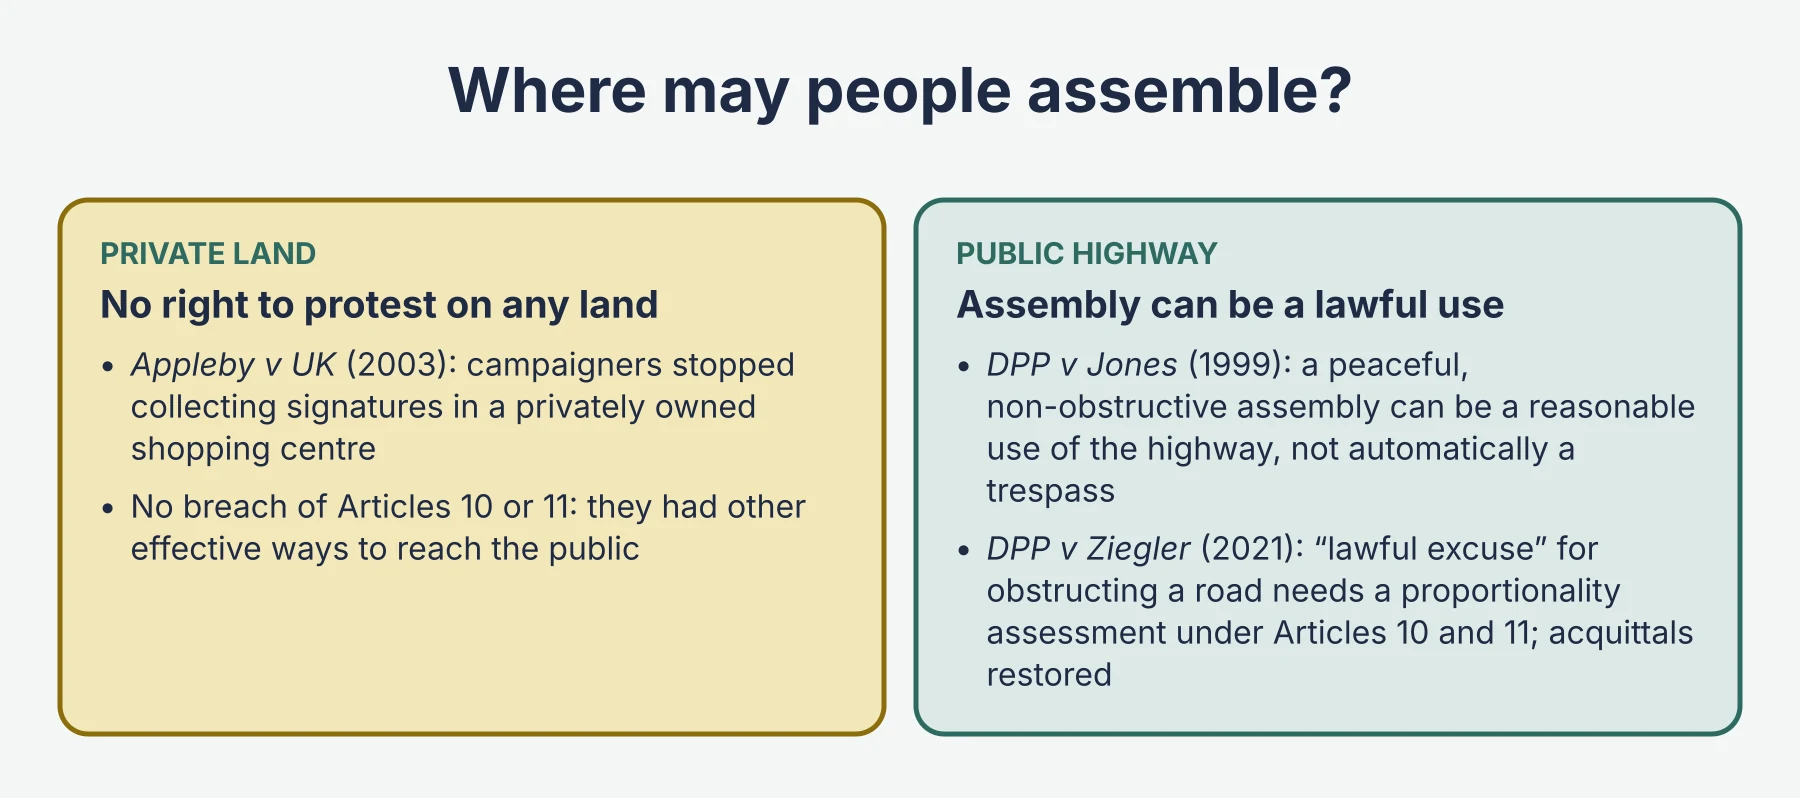 Where may people assemble?
PRIVATE LAND
No right to protest on any land
• Appleby v UK (2003): campaigners stopped
collecting signatures in a privately owned
shopping centre
• No breach of Articles 10 or 11: they had other
effective ways to reach the public
PUBLIC HIGHWAY
Assembly can be a lawful use
• DPP v Jones (1999): a peaceful,
non-obstructive assembly can be a reasonable
use of the highway, not automatically a
trespass
• DPP v Ziegler (2021): “lawful excuse” for
obstructing a road needs a proportionality
assessment under Articles 10 and 11; acquittals
restored